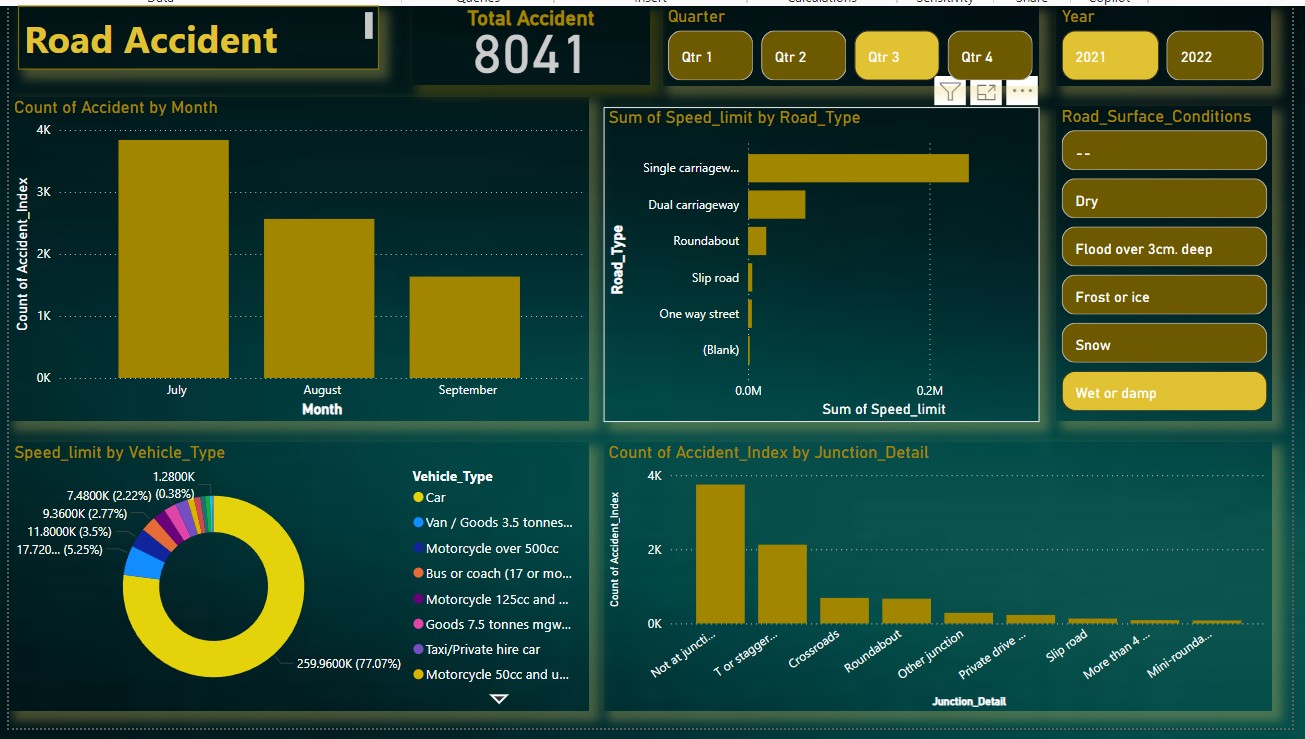 Road Accident
Total Accident
8041
Quarter
Qtr 1
Qtr 2
Qtr 3
Qtr 4
Year
2021
2022
Count of Accident by Month
Count of Accident_Index
4K
3K
2K
1K
0K
July
August
September
Month
Sum of Speed_limit by Road_Type
Road_Type
Single carriagew...
Dual carriageway
Roundabout
Slip road
One way street
(Blank)
0.0M
0.2M
Sum of Speed_limit
Road_Surface_Conditions
--
Dry
Flood over 3cm. deep
Frost or ice
Snow
Wet or damp
Speed_limit by Vehicle_Type
1.2800K
(0.38%)
7.4800K (2.22%)
9.3600K (2.77%)
11.8000K (3.5%)
17.720... (5.25%)
259.9600K (77.07%)
Vehicle_Type
Car
Van / Goods 3.5 tonnes...
Motorcycle over 500cc
Bus or coach (17 or mo...
Motorcycle 125cc and ...
Goods 7.5 tonnes mgw...
Taxi/Private hire car
Motorcycle 50cc and u...
Count of Accident_Index by Junction_Detail
Count of Accident_Index
4K
2K
0K
Not at juncti...
T or stagger...
Crossroads
Roundabout
Other junction
Private drive ...
Slip road
More than 4 ...
Mini-rounda...
Junction_Detail